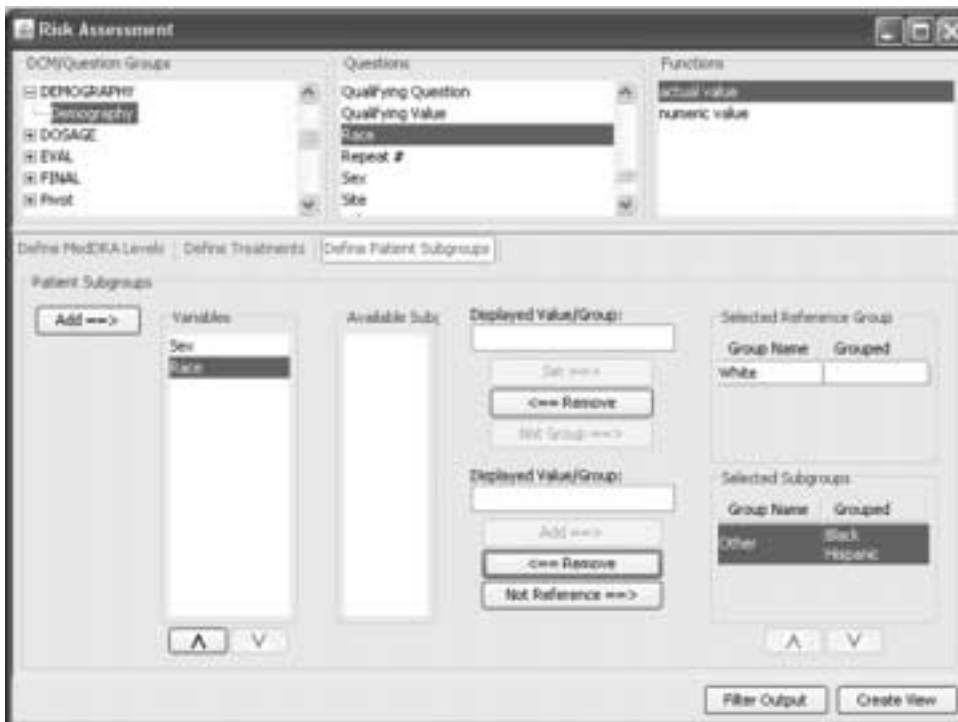 Risk Assessment
DCM/Question Groups
DEMOGRAPHY
Demography
DOSAGE
EVAL
FINAL
Pivot
Questions
Qualifying Question
Qualifying Value
Race
Repeat #
Sex
Site
Functions
actual value
numeric value
Define MedDRA Levels
Define Treatments
Define Patient Subgroups
Patient Subgroups
Add ==>
Variables
Sex
Race
Available Sub
Displayed Value/Group:
Set ==>
<== Remove
Not Group ==>
Displayed Value/Group:
Add ==>
<== Remove
Not Reference ==>
Selected Reference Group
Group Name Grouped
White
Selected Subgroups
Group Name Grouped
Other Black
Hispanic
Filter Output
Create View